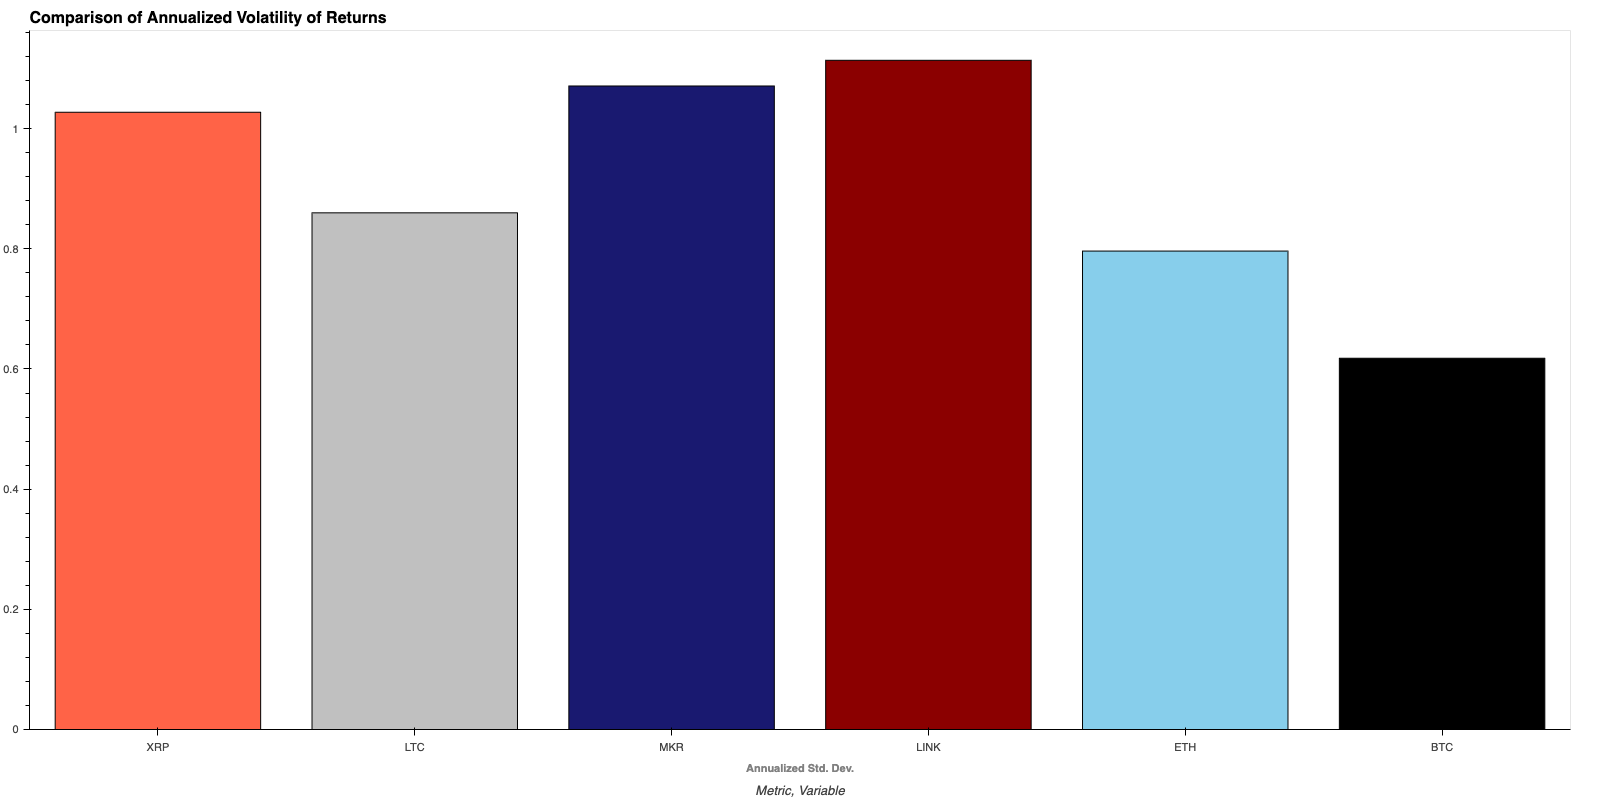 Comparison of Annualized Volatility of Returns
1
0.8
0.6
0.4
0.2
0
XRP LTC MKR LINK ETH BTC
Annualized Std. Dev.
Metric, Variable